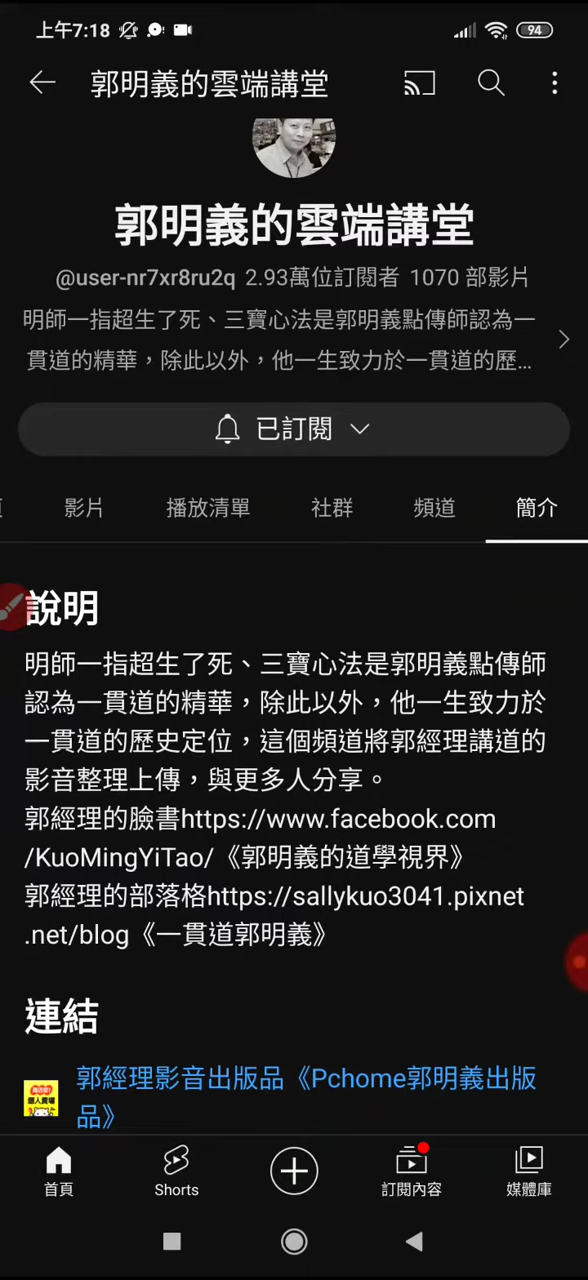 上午7:18
94
郭明義的雲端講堂
郭明義的雲端講堂
@user-nr7xr8ru2q 2.93萬位訂閱者 1070 部影片
明師一指超生了死、三寶心法是郭明義點傳師認為一
貫道的精華，除此以外，他一生致力於一貫道的歷...
已訂閱
影片 播放清單 社群 頻道 簡介
說明
明師一指超生了死、三寶心法是郭明義點傳師
認為一貫道的精華，除此以外，他一生致力於
一貫道的歷史定位，這個頻道將郭經理講道的
影音整理上傳，與更多人分享。
郭經理的臉書https://www.facebook.com
/KuoMingYiTao/《郭明義的道學視界》
郭經理的部落格https://sallykuo3041.pixnet
.net/blog《一貫道郭明義》
連結
郭經理影音出版品《Pchome郭明義出版
品》
首頁 Shorts 訂閱內容 媒體庫